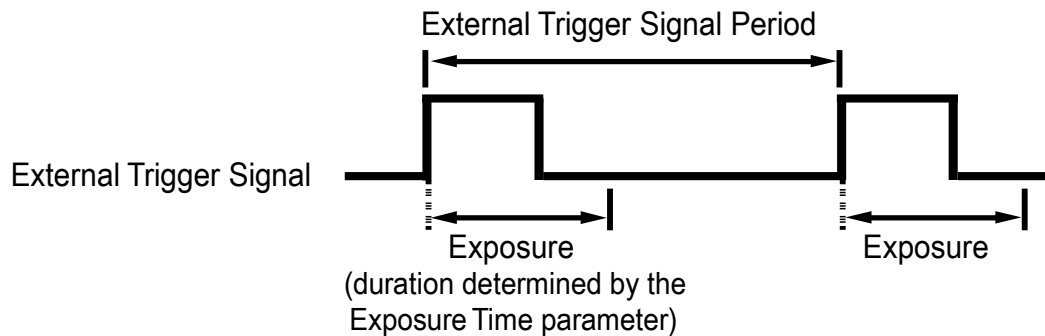 External Trigger Signal Period
External Trigger Signal
Exposure
(duration determined by the
Exposure Time parameter)
Exposure